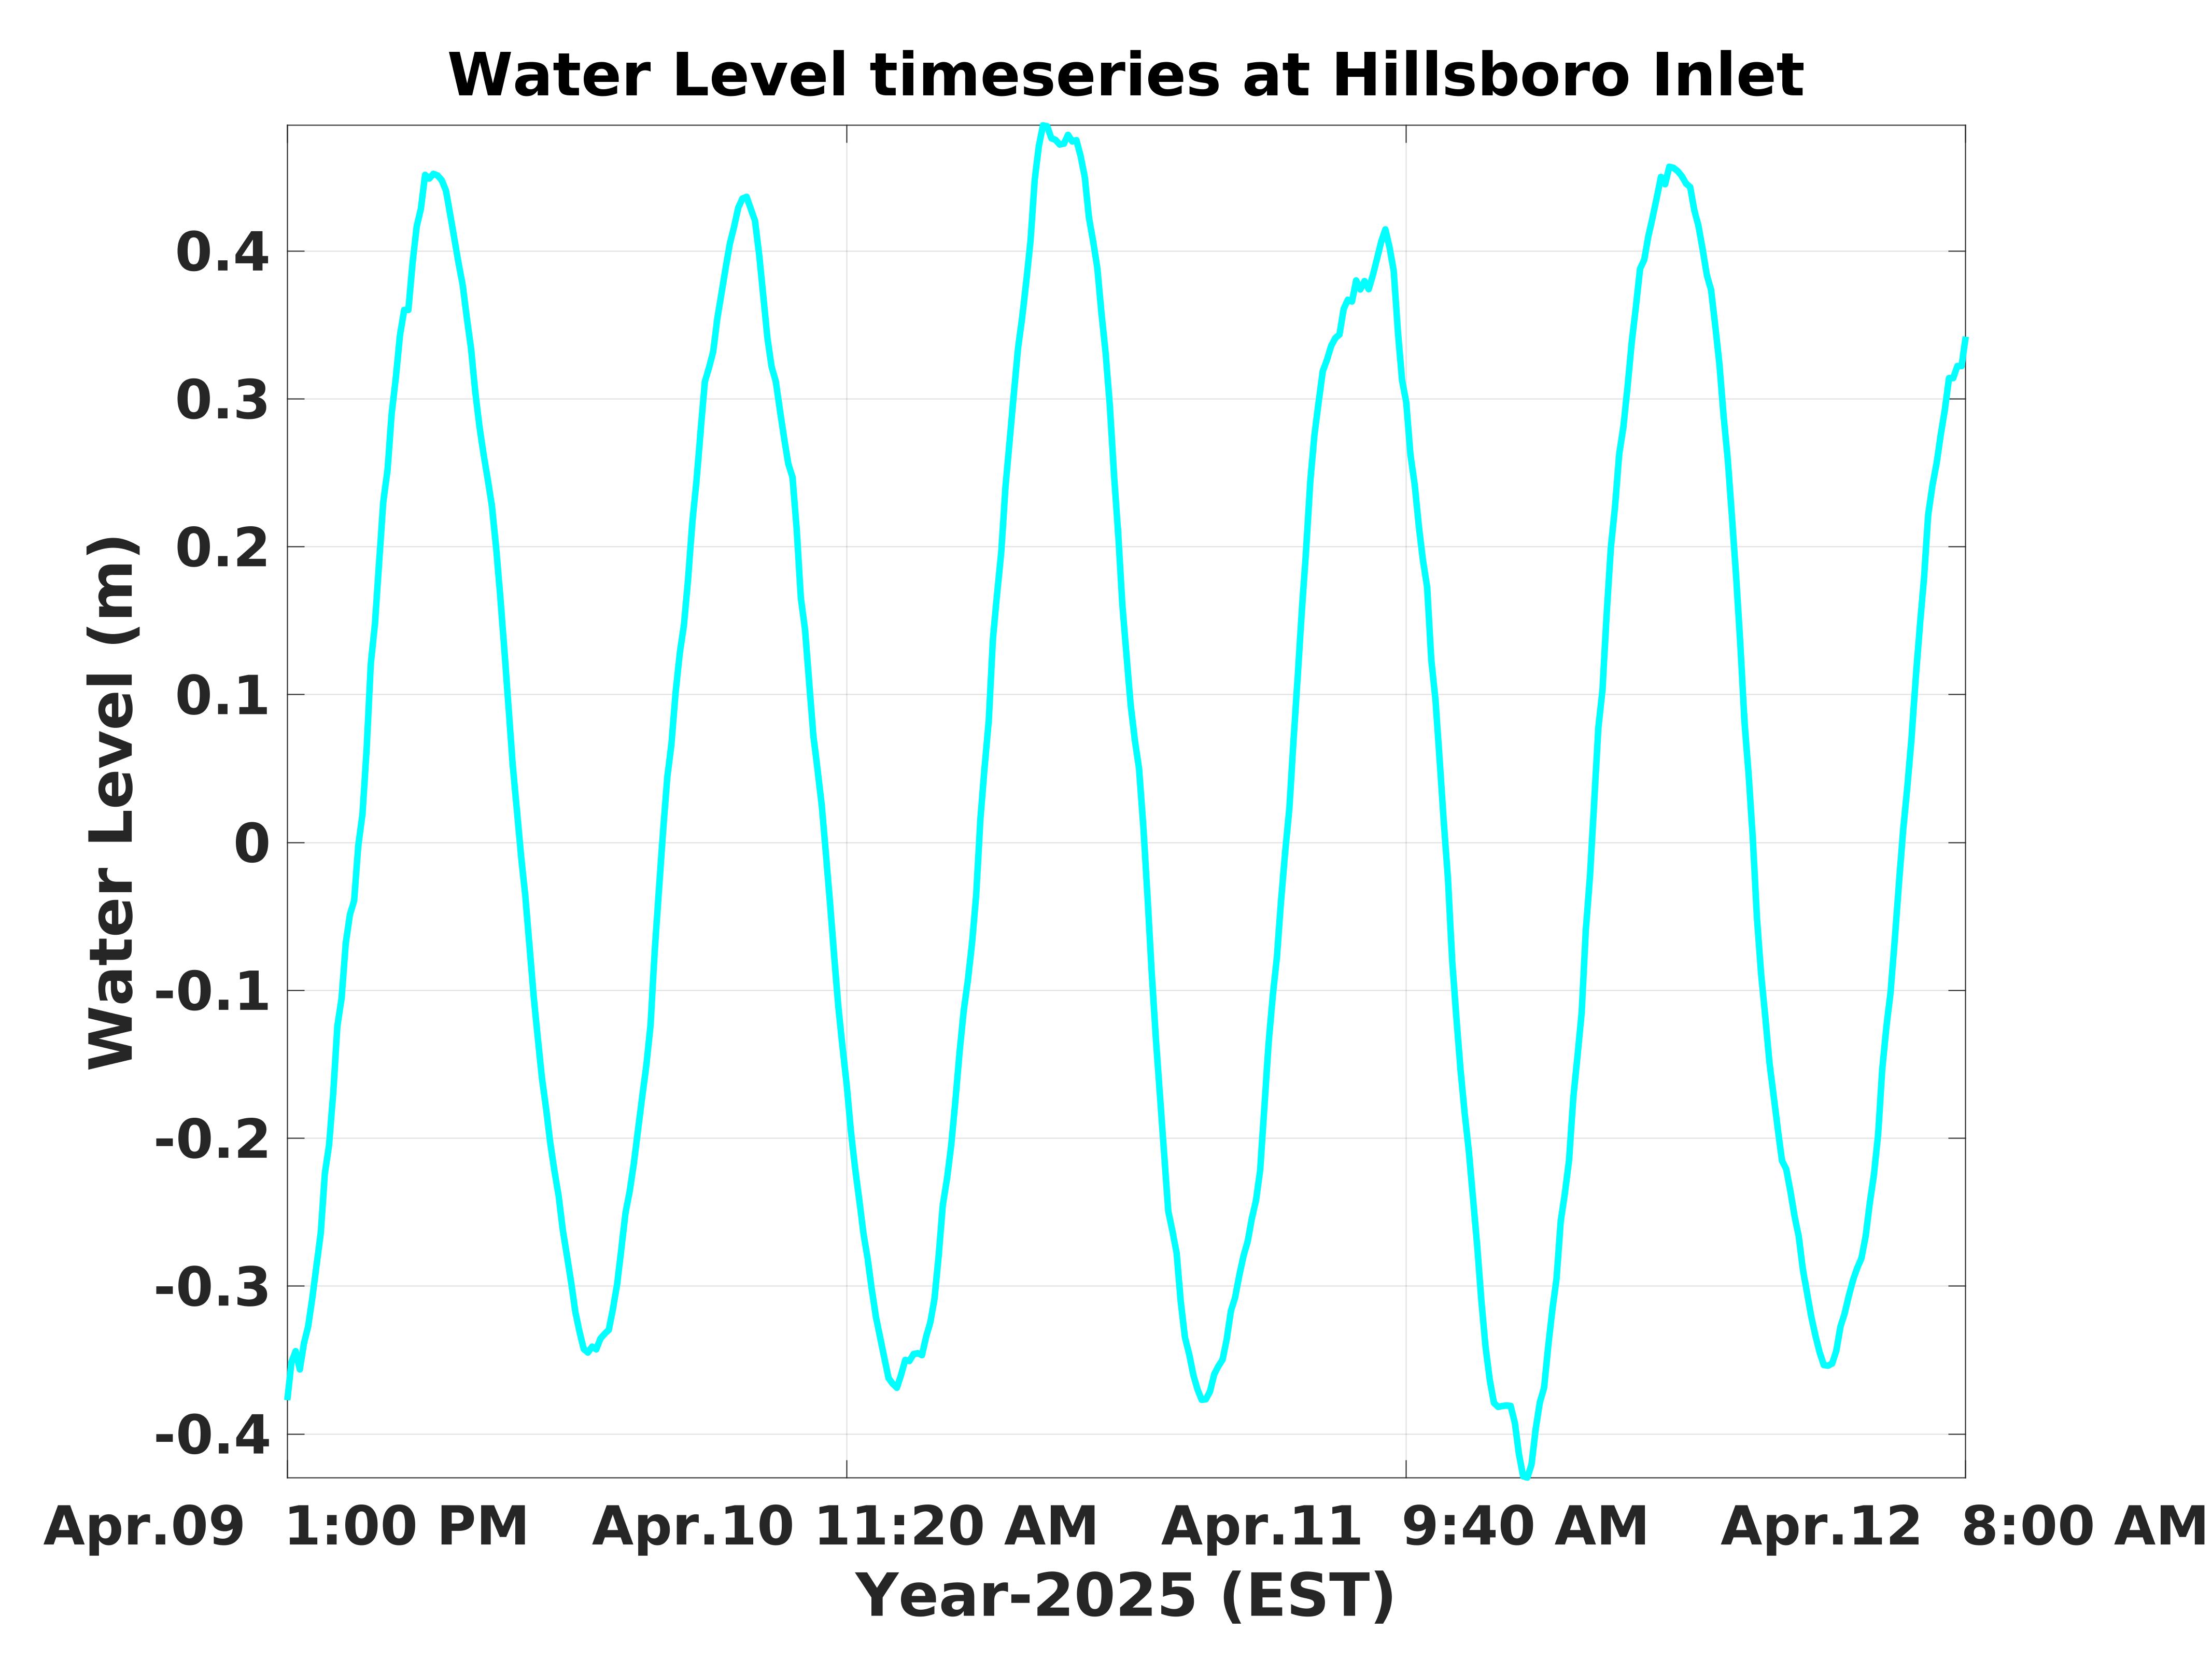 Water Level timeseries at Hillsboro Inlet
Water Level (m)
0.4
0.3
0.2
0.1
0
-0.1
-0.2
-0.3
-0.4
Apr.09 1:00 PM Apr.10 11:20 AM Apr.11 9:40 AM Apr.12 8:00 AM
Year-2025 (EST)